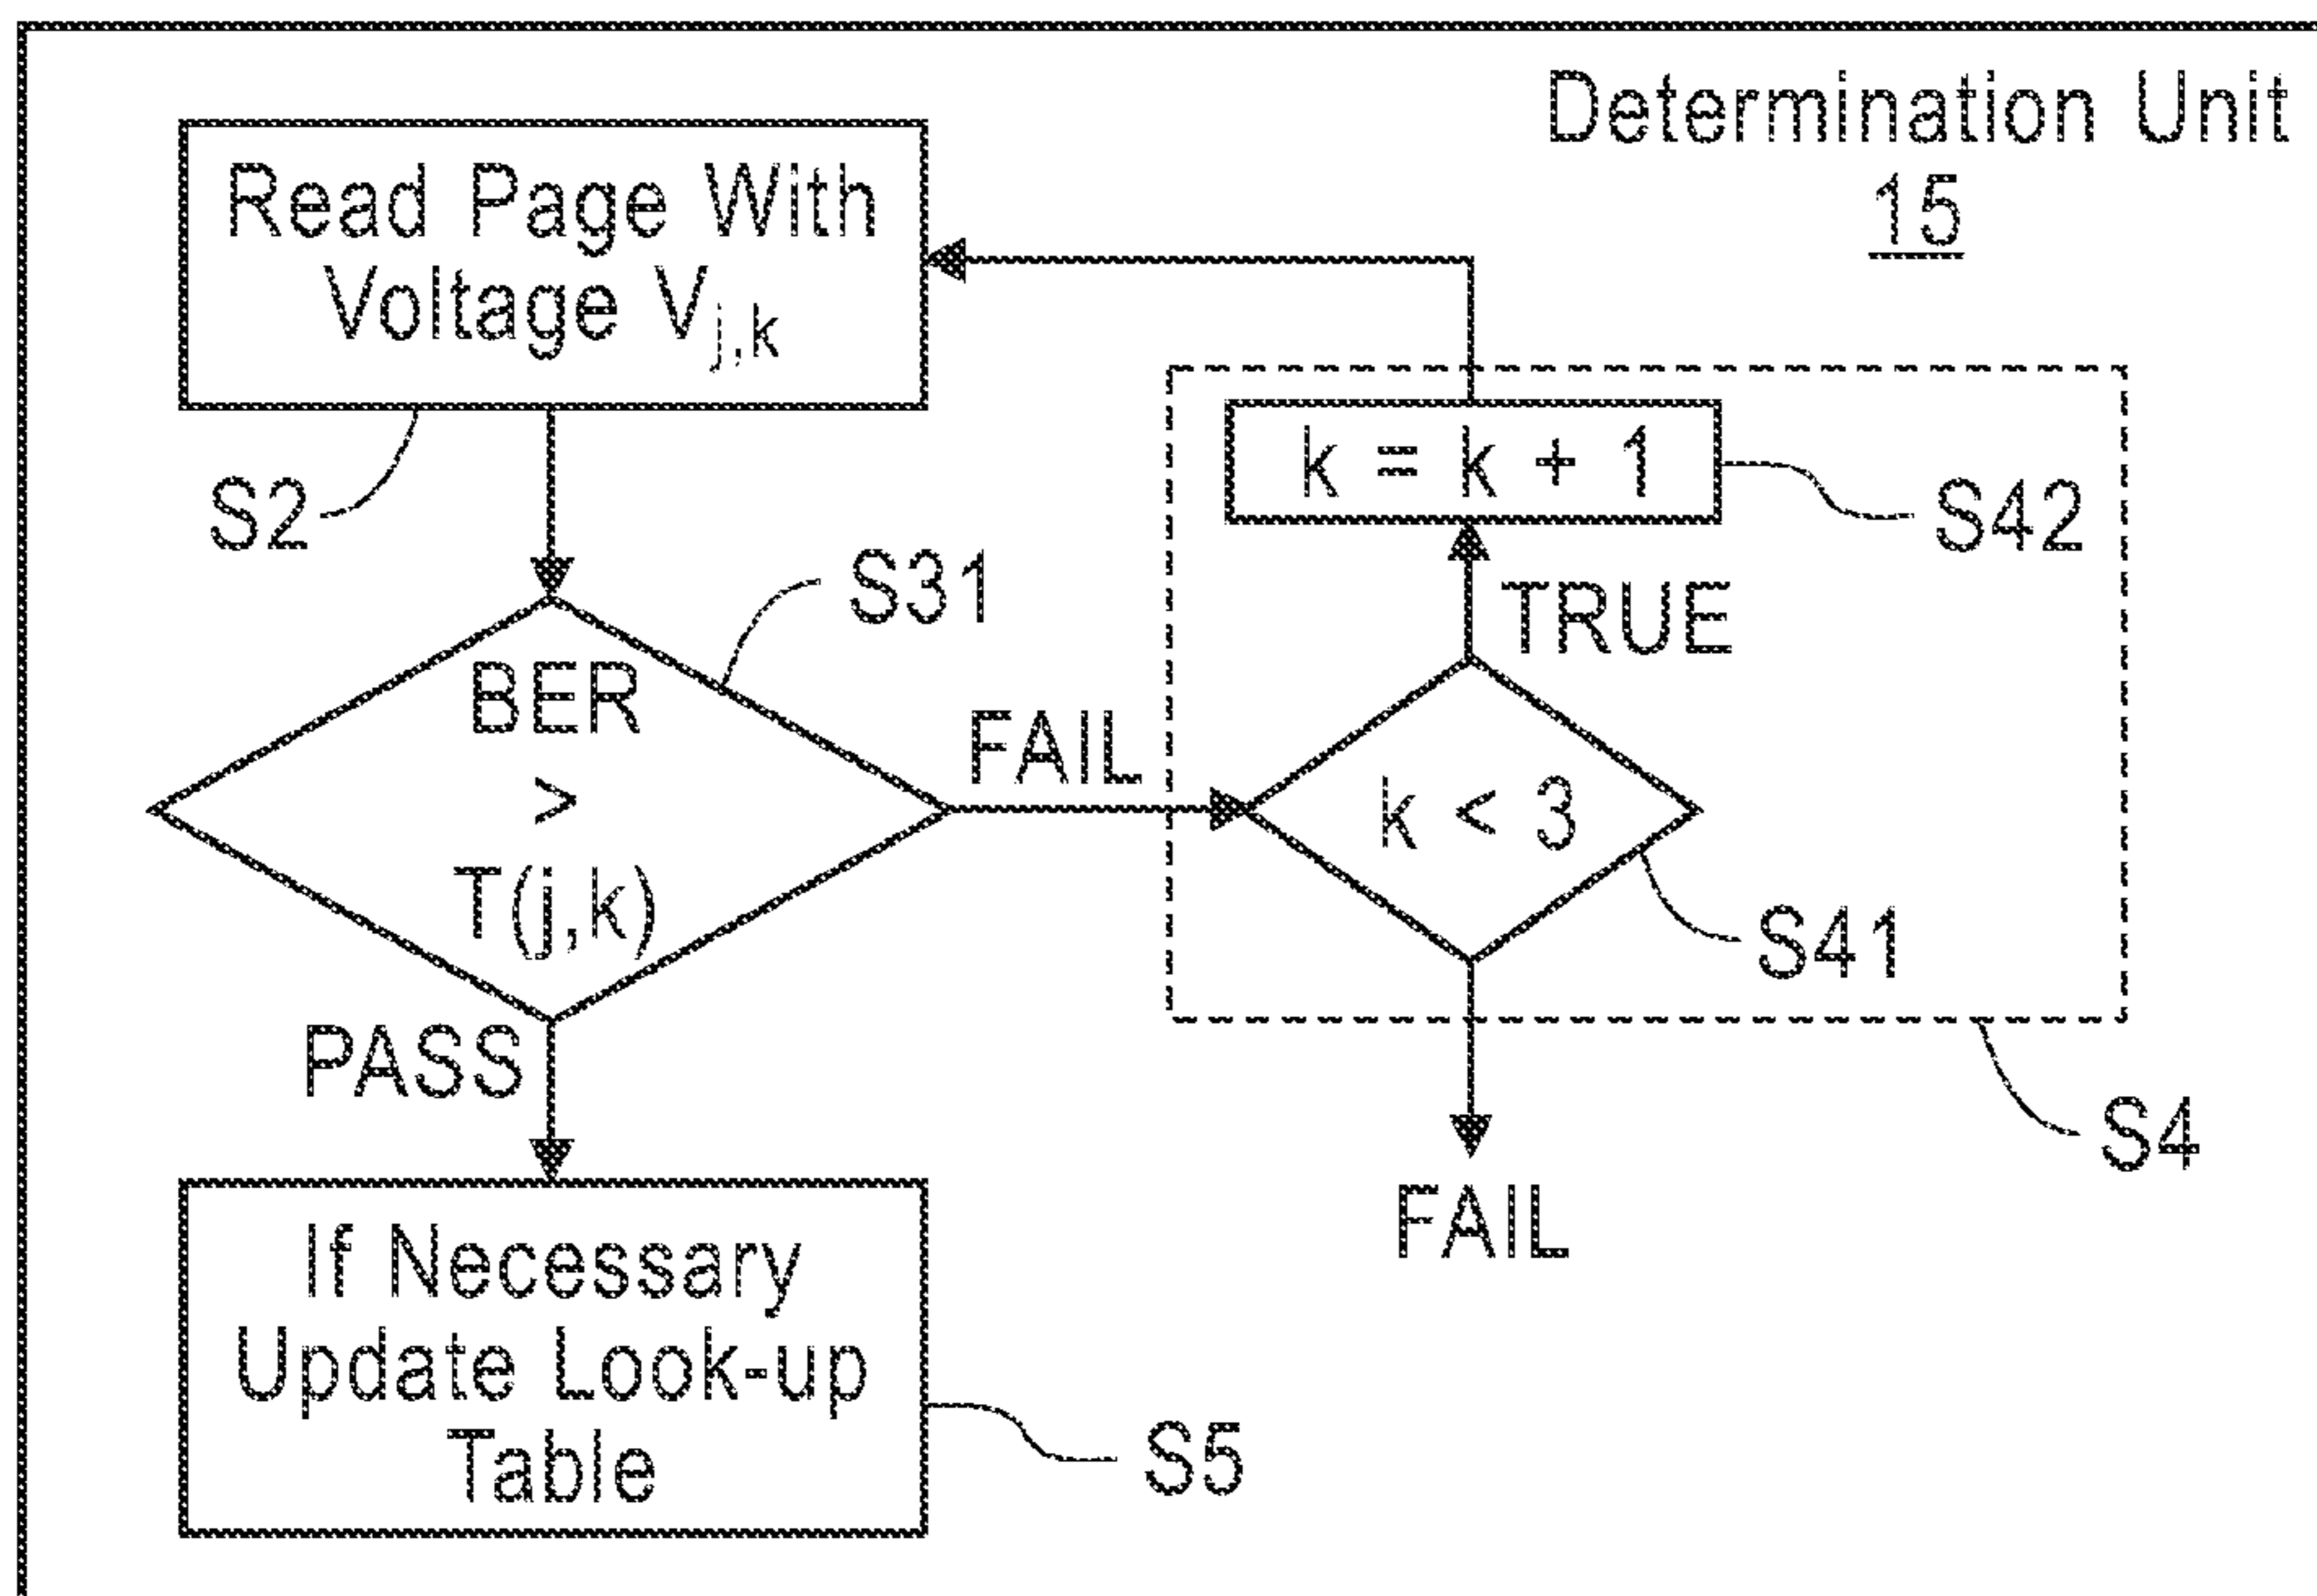 Determination Unit
15
Read Page With
Voltage V_{j,k}
S2
k = k + 1
S42
S31
TRUE
BER
>
T(j,k)
FAIL
k < 3
S41
PASS
S4
FAIL
If Necessary
Update Look-up
Table
S5